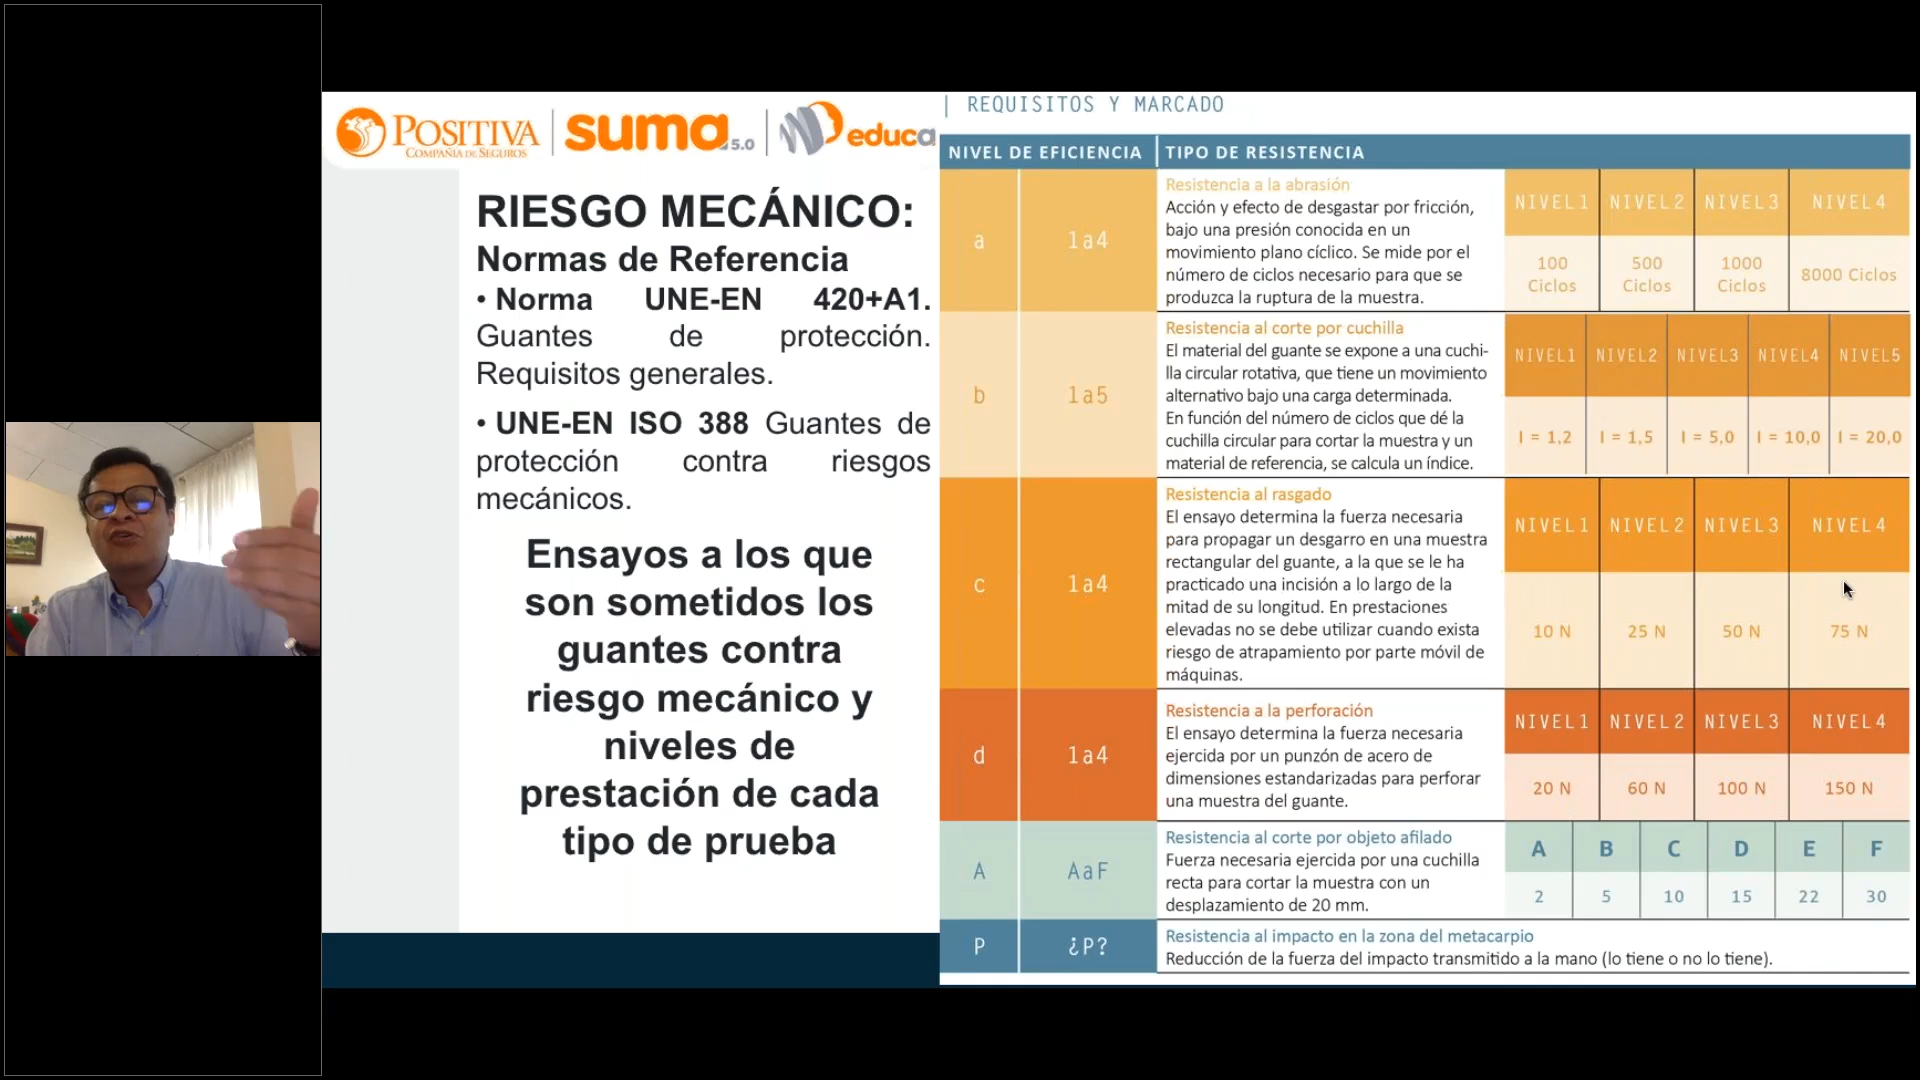 POSITIVA
COMPAÑÍA DE SEGUROS
suma 5.0
educa
RIESGO MECÁNICO:
Normas de Referencia
• Norma UNE-EN 420+A1.
Guantes de protección.
Requisitos generales.
• UNE-EN ISO 388 Guantes de
protección contra riesgos
mecánicos.
Ensayos a los que
son sometidos los
guantes contra
riesgo mecánico y
niveles de
prestación de cada
tipo de prueba
| REQUISITOS Y MARCADO
NIVEL DE EFICIENCIA TIPO DE RESISTENCIA
a 1a4
Resistencia a la abrasión
Acción y efecto de desgastar por fricción,
bajo una presión conocida en un
movimiento plano cíclico. Se mide por el
número de ciclos necesario para que se
produzca la ruptura de la muestra.
NIVEL1 NIVEL2 NIVEL3 NIVEL4
100 Ciclos 500 Ciclos 1000 Ciclos 8000 Ciclos
b 1a5
Resistencia al corte por cuchilla
El material del guante se expone a una cuchi-
lla circular rotativa, que tiene un movimiento
alternativo bajo una carga determinada.
En función del número de ciclos que dé la
cuchilla circular para cortar la muestra y un
material de referencia, se calcula un índice.
NIVEL1 NIVEL2 NIVEL3 NIVEL4 NIVEL5
I = 1,2 I = 1,5 I = 5,0 I = 10,0 I = 20,0
c 1a4
Resistencia al rasgado
El ensayo determina la fuerza necesaria
para propagar un desgarro en una muestra
rectangular del guante, a la que se le ha
practicado una incisión a lo largo de la
mitad de su longitud. En prestaciones
elevadas no se debe utilizar cuando exista
riesgo de atrapamiento por parte móvil de
máquinas.
NIVEL1 NIVEL2 NIVEL3 NIVEL4
10 N 25 N 50 N 75 N
d 1a4
Resistencia a la perforación
El ensayo determina la fuerza necesaria
ejercida por un punzón de acero de
dimensiones estandarizadas para perforar
una muestra del guante.
NIVEL1 NIVEL2 NIVEL3 NIVEL4
20 N 60 N 100 N 150 N
A AaF
Resistencia al corte por objeto afilado
Fuerza necesaria ejercida por una cuchilla
recta para cortar la muestra con un
desplazamiento de 20 mm.
A B C D E F
2 5 10 15 22 30
P ¿P?
Resistencia al impacto en la zona del metacarpio
Reducción de la fuerza del impacto transmitido a la mano (lo tiene o no lo tiene).